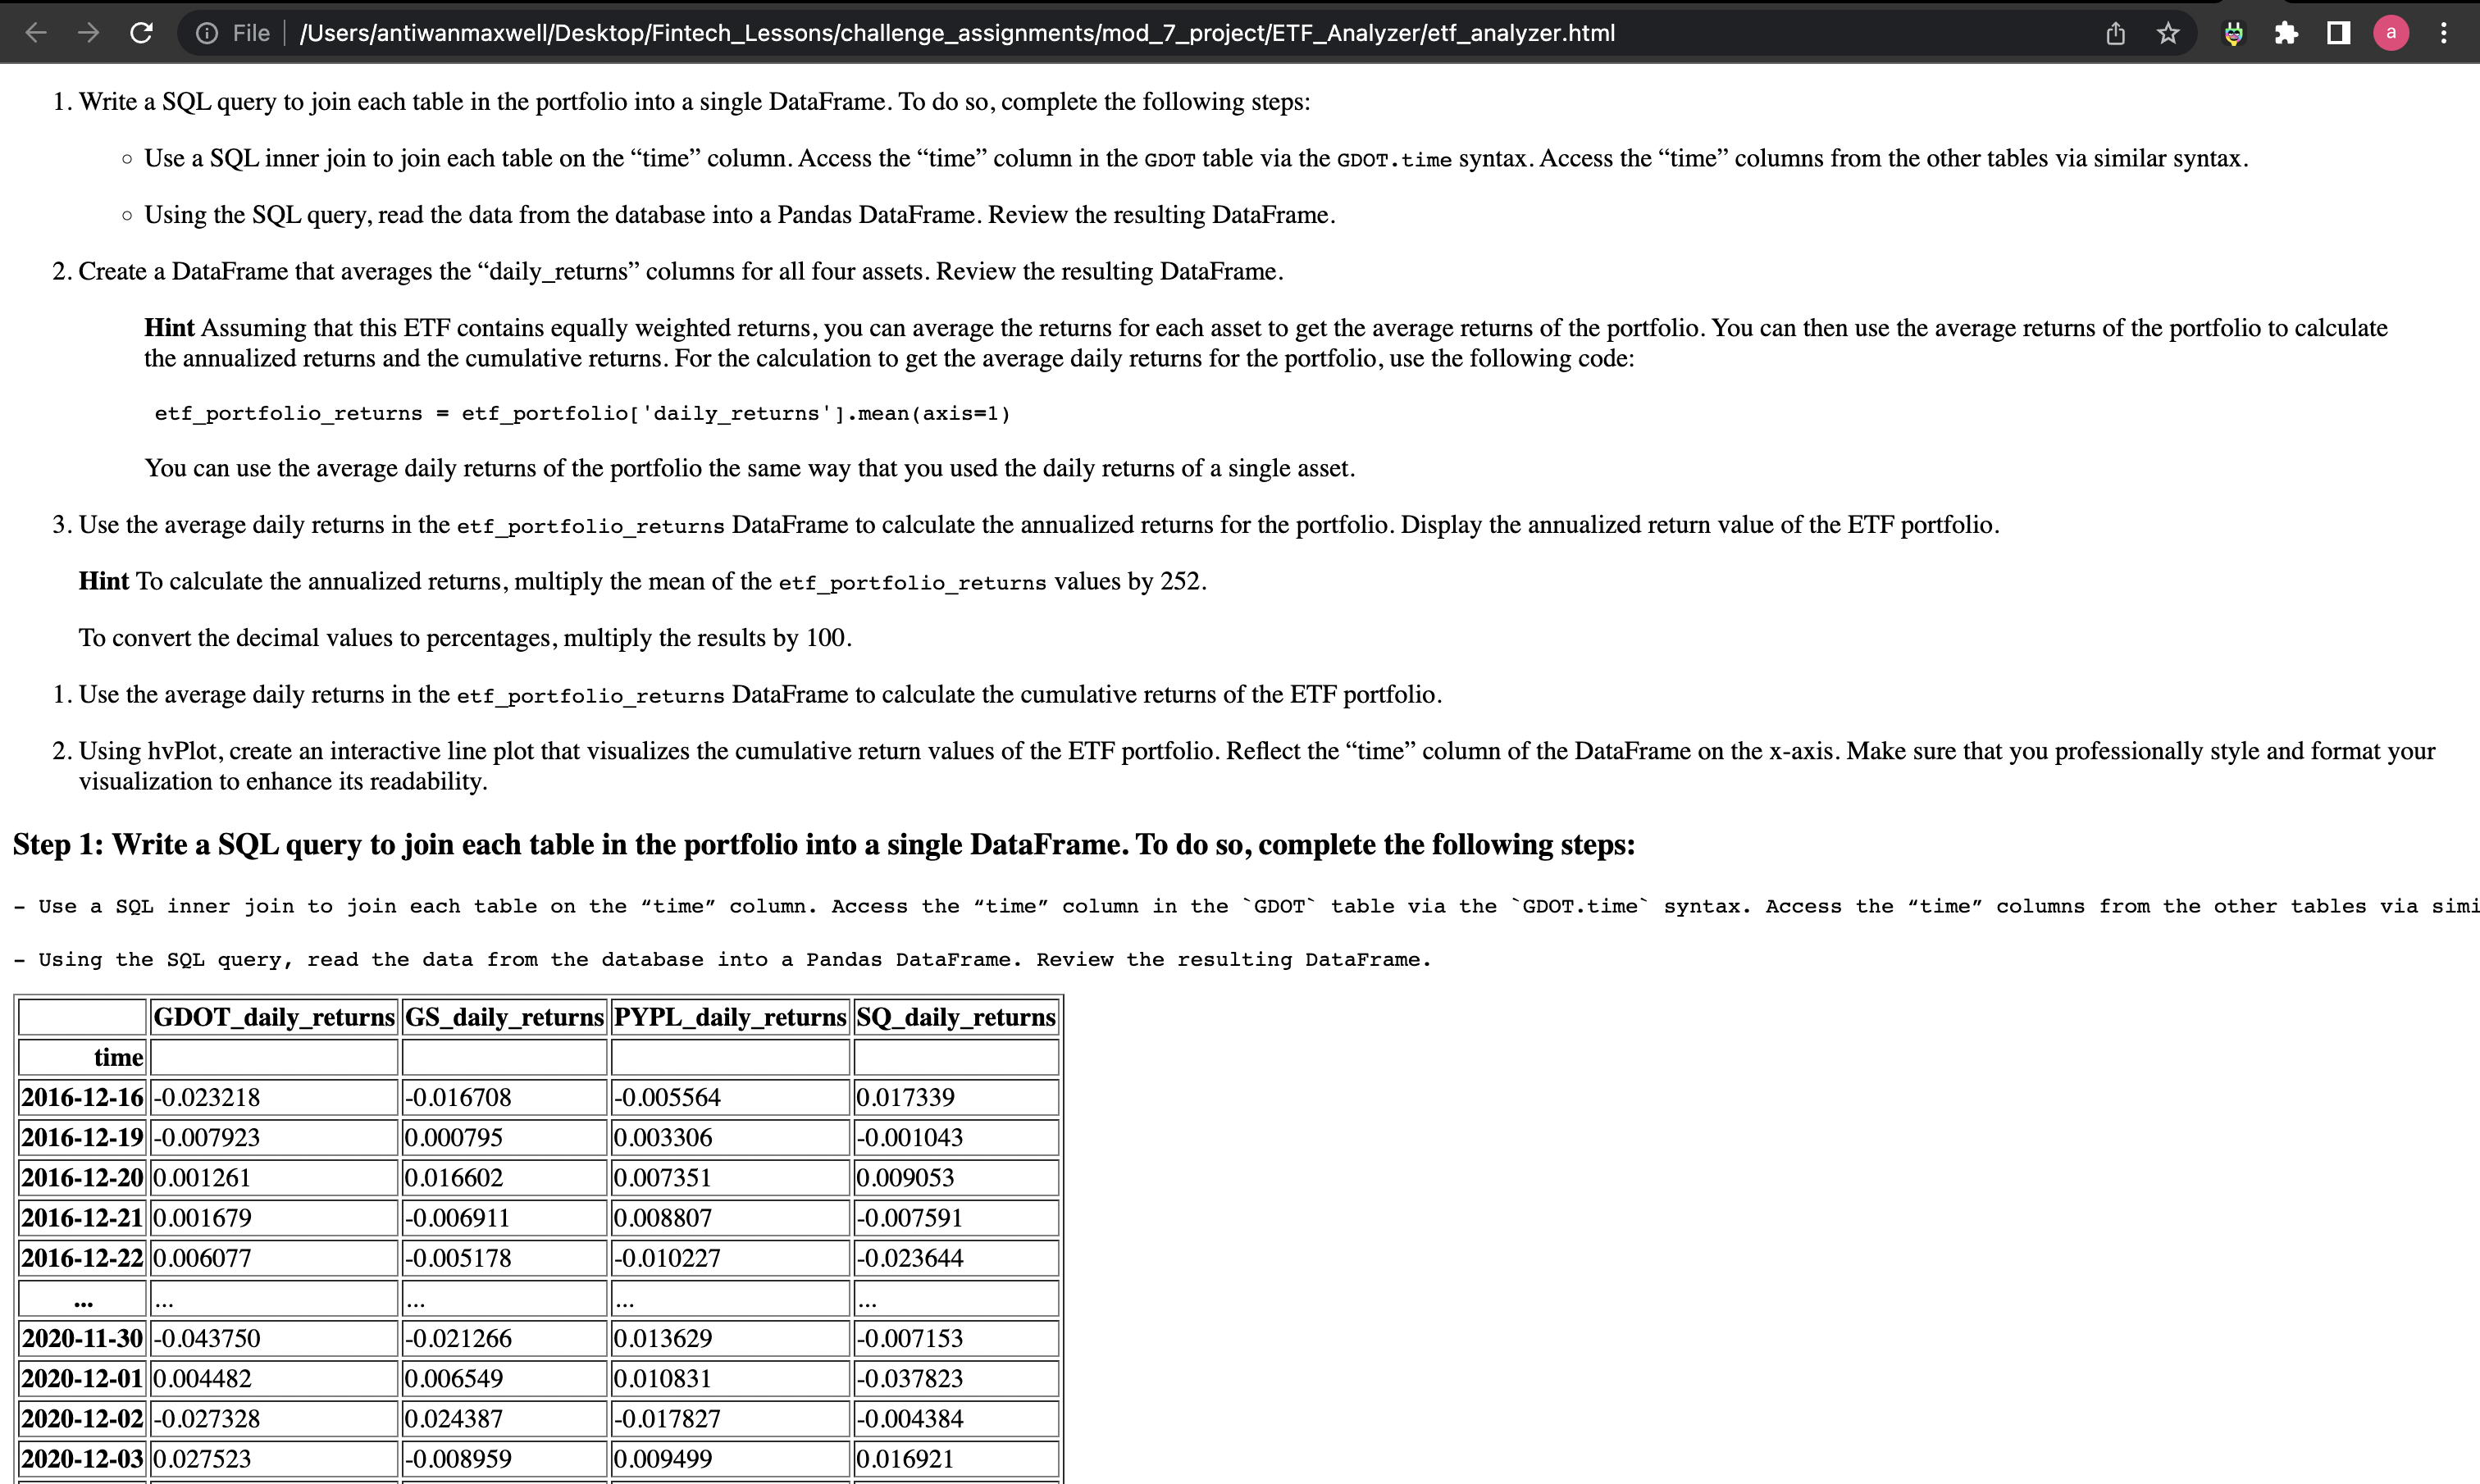 File /Users/antiwanmaxwell/Desktop/Fintech_Lessons/challenge_assignments/mod_7_project/ETF_Analyzer/etf_analyzer.html
a
1. Write a SQL query to join each table in the portfolio into a single DataFrame. To do so, complete the following steps:
◦ Use a SQL inner join to join each table on the “time” column. Access the “time” column in the GDOT table via the GDOT.time syntax. Access the “time” columns from the other tables via similar syntax.
◦ Using the SQL query, read the data from the database into a Pandas DataFrame. Review the resulting DataFrame.
2. Create a DataFrame that averages the “daily_returns” columns for all four assets. Review the resulting DataFrame.
Hint Assuming that this ETF contains equally weighted returns, you can average the returns for each asset to get the average returns of the portfolio. You can then use the average returns of the portfolio to calculate
the annualized returns and the cumulative returns. For the calculation to get the average daily returns for the portfolio, use the following code:
etf_portfolio_returns = etf_portfolio['daily_returns'].mean(axis=1)
You can use the average daily returns of the portfolio the same way that you used the daily returns of a single asset.
3. Use the average daily returns in the etf_portfolio_returns DataFrame to calculate the annualized returns for the portfolio. Display the annualized return value of the ETF portfolio.
Hint To calculate the annualized returns, multiply the mean of the etf_portfolio_returns values by 252.
To convert the decimal values to percentages, multiply the results by 100.
1. Use the average daily returns in the etf_portfolio_returns DataFrame to calculate the cumulative returns of the ETF portfolio.
2. Using hvPlot, create an interactive line plot that visualizes the cumulative return values of the ETF portfolio. Reflect the “time” column of the DataFrame on the x-axis. Make sure that you professionally style and format your
visualization to enhance its readability.
Step 1: Write a SQL query to join each table in the portfolio into a single DataFrame. To do so, complete the following steps:
- Use a SQL inner join to join each table on the “time” column. Access the “time” column in the `GDOT` table via the `GDOT.time` syntax. Access the “time” columns from the other tables via simi
- Using the SQL query, read the data from the database into a Pandas DataFrame. Review the resulting DataFrame.
GDOT_daily_returns GS_daily_returns PYPL_daily_returns SQ_daily_returns
time
2016-12-16 -0.023218 -0.016708 -0.005564 0.017339
2016-12-19 -0.007923 0.000795 0.003306 -0.001043
2016-12-20 0.001261 0.016602 0.007351 0.009053
2016-12-21 0.001679 -0.006911 0.008807 -0.007591
2016-12-22 0.006077 -0.005178 -0.010227 -0.023644
... ... ... ... ...
2020-11-30 -0.043750 -0.021266 0.013629 -0.007153
2020-12-01 0.004482 0.006549 0.010831 -0.037823
2020-12-02 -0.027328 0.024387 -0.017827 -0.004384
2020-12-03 0.027523 -0.008959 0.009499 0.016921